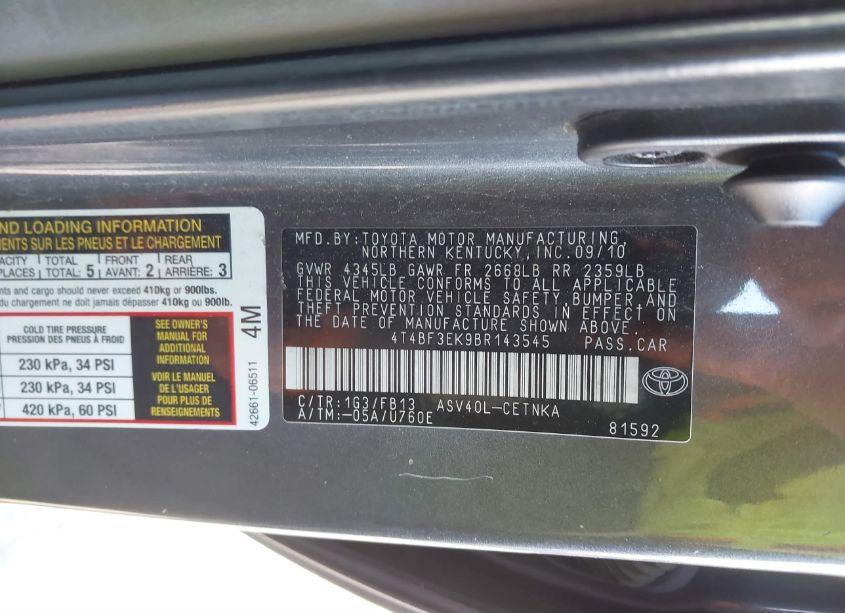 ND LOADING INFORMATION
MENTS SUR LES PNEUS ET LE CHARGEMENT
ACITY TOTAL: 5 FRONT AVANT: 2 REAR ARRIÈRE: 3
PLACES
nts and cargo should never exceed 410kg or 900lbs.
du chargement ne doit jamais dépasser 410kg ou 900lb.
COLD TIRE PRESSURE
PRESSION DES PNEUS À FROID
230 kPa, 34 PSI
230 kPa, 34 PSI
420 kPa, 60 PSI
SEE OWNER'S
MANUAL FOR
ADDITIONAL
INFORMATION
VOIR LE MANUEL
DE L'USAGER
POUR PLUS DE
RENSEIGNEMENTS
4M
42661-06511
MFD.BY:TOYOTA MOTOR MANUFACTURING,
NORTHERN KENTUCKY,INC.09/10
GVWR 4345LB GAWR FR 2668LB RR 2359LB
THIS VEHICLE CONFORMS TO ALL APPLICABLE
FEDERAL MOTOR VEHICLE SAFETY,BUMPER,AND
THEFT PREVENTION STANDARDS IN EFFECT ON
THE DATE OF MANUFACTURE SHOWN ABOVE.
4T4BF3EK9BR143545 PASS.CAR
C/TR:1G3/FB13 ASV40L-CETNKA
A/TM:-05A/U760E
81592